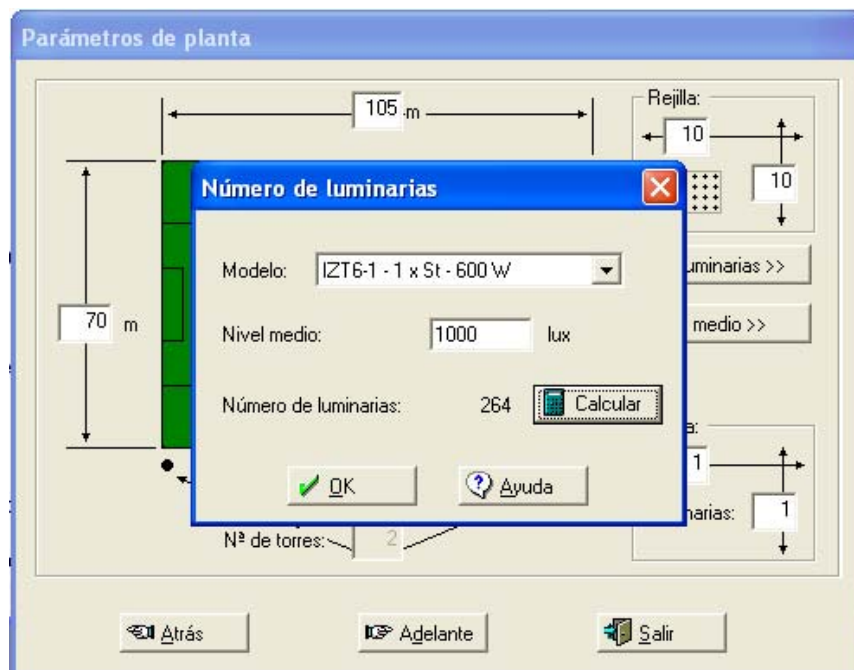 Parámetros de planta
105 m
Rejilla:
10
10
70 m
Número de luminarias
Modelo: IZT6-1 - 1 x St - 600 W
Nivel medio: 1000 lux
Número de luminarias: 264 Calcular
OK Ayuda
uminarias >>
medio >>
a:
1
narias: 1
Nª de torres: 2
Atrás Adelante Salir